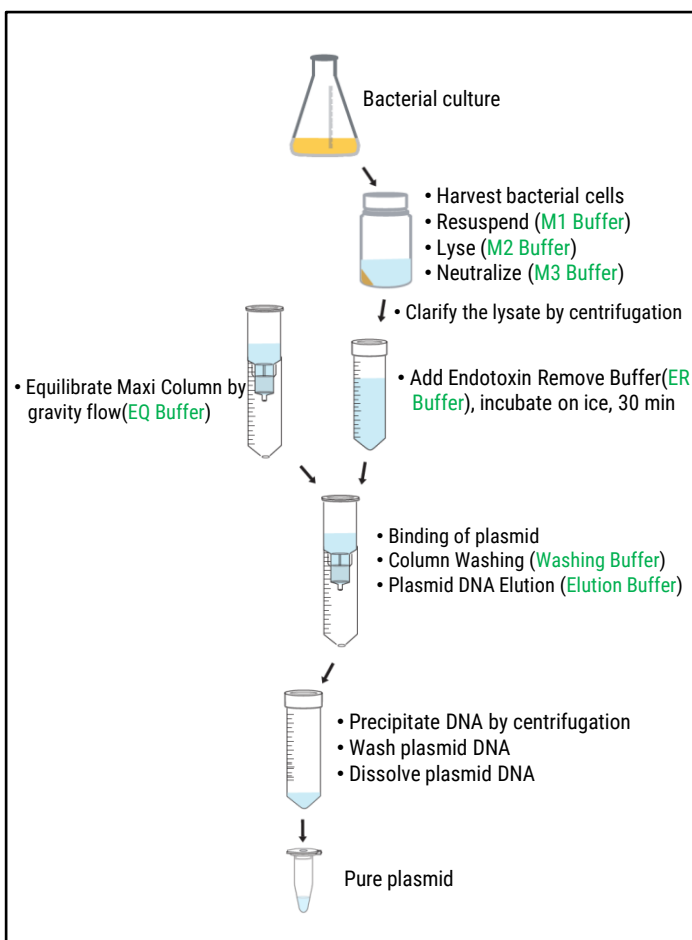 Bacterial culture
• Harvest bacterial cells
• Resuspend (M1 Buffer)
• Lyse (M2 Buffer)
• Neutralize (M3 Buffer)
• Clarify the lysate by centrifugation
• Equilibrate Maxi Column by
gravity flow(EQ Buffer)
• Add Endotoxin Remove Buffer(ER
Buffer), incubate on ice, 30 min
• Binding of plasmid
• Column Washing (Washing Buffer)
• Plasmid DNA Elution (Elution Buffer)
• Precipitate DNA by centrifugation
• Wash plasmid DNA
• Dissolve plasmid DNA
Pure plasmid